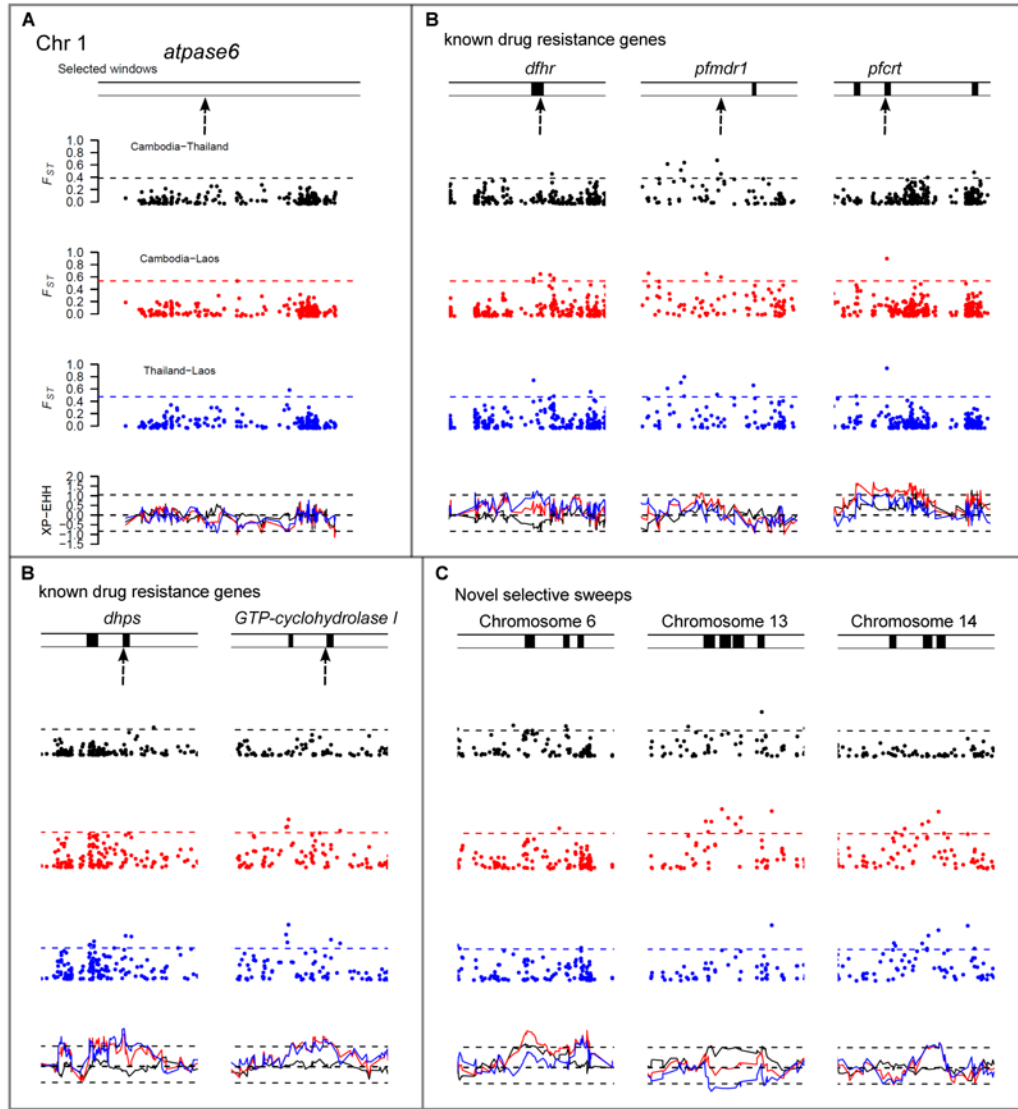 A
Chr 1
atpase6
Selected windows
Cambodia−Thailand
1.0
0.8
0.6
0.4
0.2
0.0
FST
Cambodia−Laos
1.0
0.8
0.6
0.4
0.2
0.0
FST
Thailand−Laos
1.0
0.8
0.6
0.4
0.2
0.0
FST
2.0
1.5
1.0
0.5
0.0
−0.5
−1.0
−1.5
XP−EHH
B
known drug resistance genes
dfhr pfmdr1 pfcrt
B
known drug resistance genes
dhps GTP-cyclohydrolase I
C
Novel selective sweeps
Chromosome 6 Chromosome 13 Chromosome 14